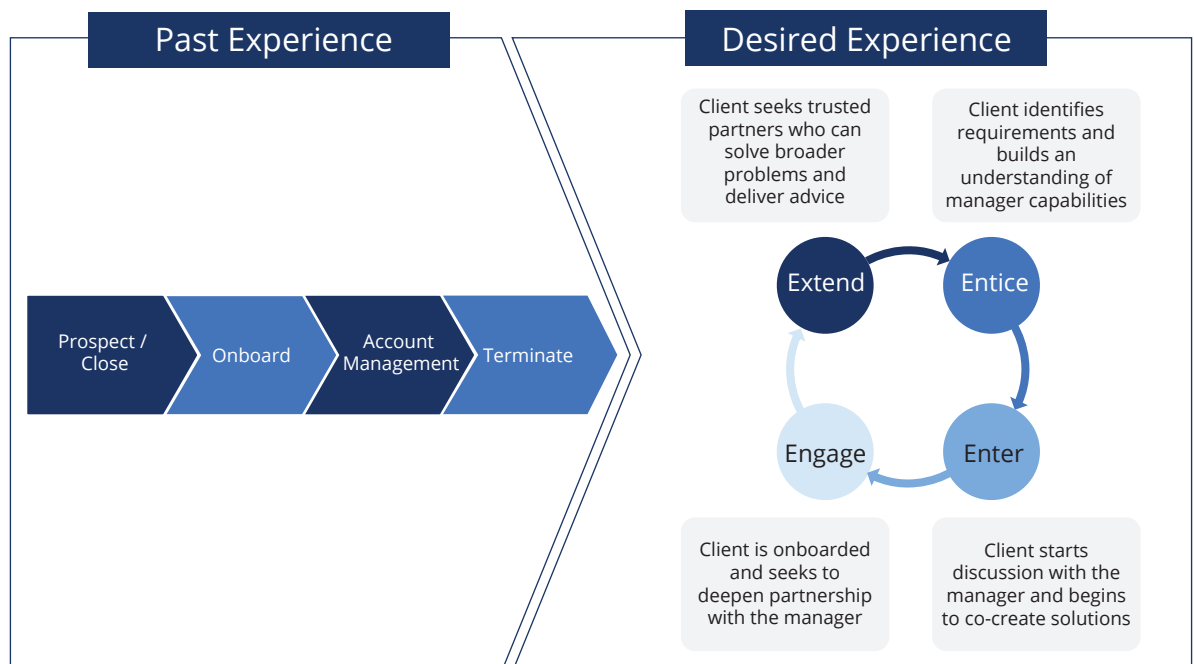 Past Experience
Prospect /
Close
Onboard
Account
Management
Terminate
Desired Experience
Client seeks trusted
partners who can
solve broader
problems and
deliver advice
Client identifies
requirements and
builds an
understanding of
manager capabilities
Extend
Entice
Engage
Enter
Client is onboarded
and seeks to
deepen partnership
with the manager
Client starts
discussion with the
manager and begins
to co-create solutions